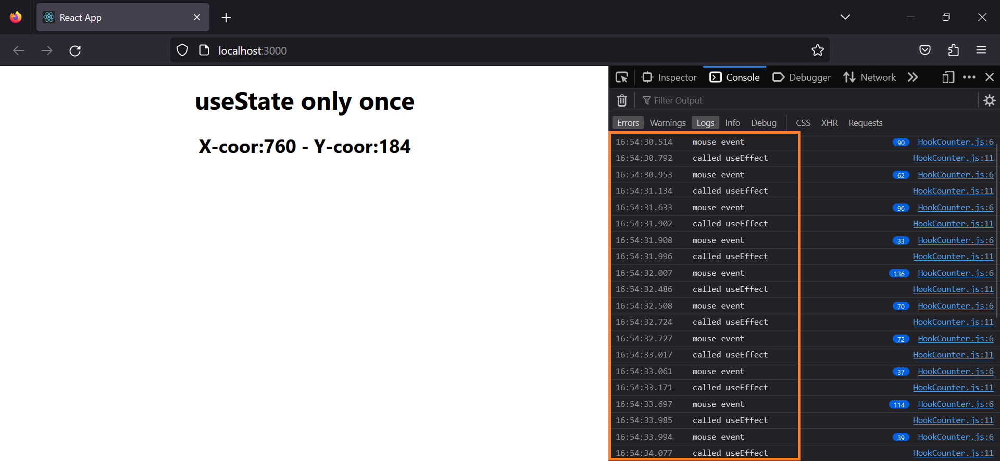 React App
localhost:3000
useState only once
X-coor:760 - Y-coor:184
Inspector Console Debugger Network
Filter Output
Errors Warnings Logs Info Debug CSS XHR Requests
16:54:30.514 mouse event 90 HookCounter.js:6
16:54:30.792 called useEffect HookCounter.js:11
16:54:30.953 mouse event 62 HookCounter.js:6
16:54:31.134 called useEffect HookCounter.js:11
16:54:31.633 mouse event 96 HookCounter.js:6
16:54:31.902 called useEffect HookCounter.js:11
16:54:31.908 mouse event 33 HookCounter.js:6
16:54:31.996 called useEffect HookCounter.js:11
16:54:32.007 mouse event 136 HookCounter.js:6
16:54:32.486 called useEffect HookCounter.js:11
16:54:32.508 mouse event 70 HookCounter.js:6
16:54:32.724 called useEffect HookCounter.js:11
16:54:32.727 mouse event 72 HookCounter.js:6
16:54:33.017 called useEffect HookCounter.js:11
16:54:33.061 mouse event 37 HookCounter.js:6
16:54:33.171 called useEffect HookCounter.js:11
16:54:33.697 mouse event 114 HookCounter.js:6
16:54:33.985 called useEffect HookCounter.js:11
16:54:33.994 mouse event 39 HookCounter.js:6
16:54:34.077 called useEffect HookCounter.js:11